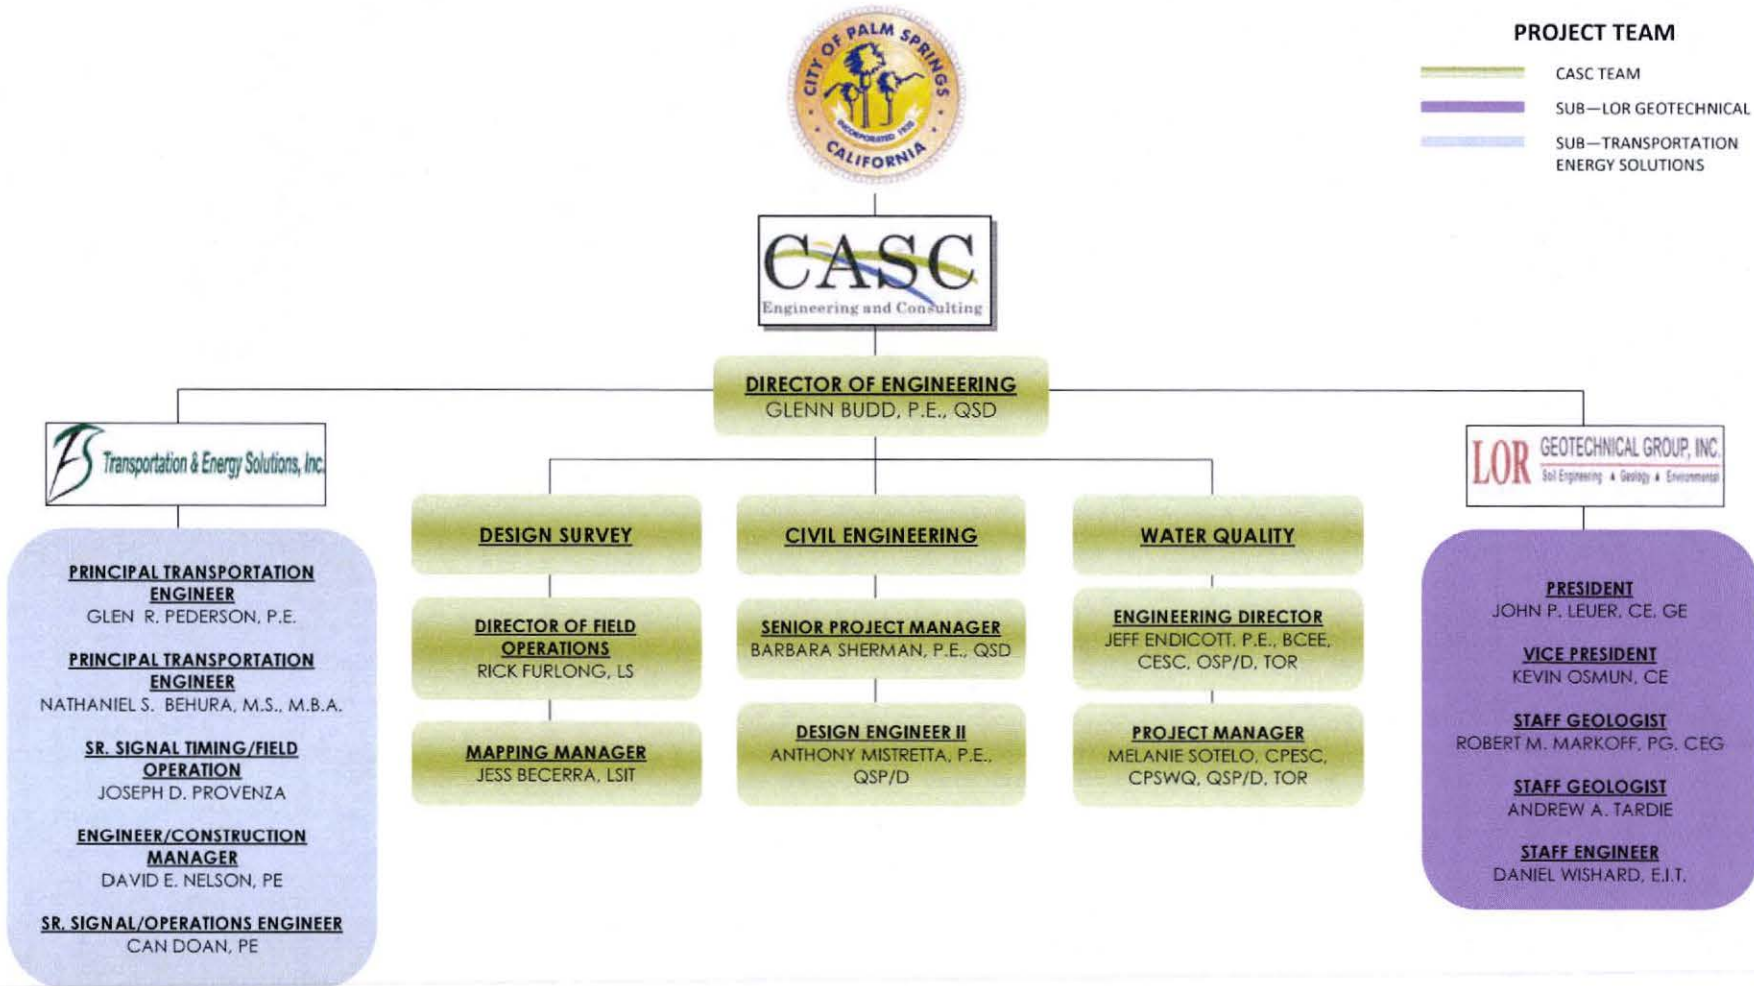 CITY OF PALM SPRINGS
INCORPORATED 1938
CALIFORNIA
PROJECT TEAM
CASC TEAM
SUB—LOR GEOTECHNICAL
SUB—TRANSPORTATION
ENERGY SOLUTIONS
CASC
Engineering and Consulting
DIRECTOR OF ENGINEERING
GLENN BUDD, P.E., QSD
TS Transportation & Energy Solutions, Inc.
PRINCIPAL TRANSPORTATION
ENGINEER
GLEN R. PEDERSON, P.E.
PRINCIPAL TRANSPORTATION
ENGINEER
NATHANIEL S. BEHURA, M.S., M.B.A.
SR. SIGNAL TIMING/FIELD
OPERATION
JOSEPH D. PROVENZA
ENGINEER/CONSTRUCTION
MANAGER
DAVID E. NELSON, PE
SR. SIGNAL/OPERATIONS ENGINEER
CAN DOAN, PE
DESIGN SURVEY
DIRECTOR OF FIELD
OPERATIONS
RICK FURLONG, LS
MAPPING MANAGER
JESS BECERRA, LSIT
CIVIL ENGINEERING
SENIOR PROJECT MANAGER
BARBARA SHERMAN, P.E., QSD
DESIGN ENGINEER II
ANTHONY MISTRETTA, P.E.,
QSP/D
WATER QUALITY
ENGINEERING DIRECTOR
JEFF ENDICOTT, P.E., BCEE,
CESC, QSP/D, TOR
PROJECT MANAGER
MELANIE SOTELO, CPESC,
CPSWQ, QSP/D, TOR
LOR GEOTECHNICAL GROUP, INC.
Soil Engineering ▲ Geology ▲ Environmental
PRESIDENT
JOHN P. LEUER, CE, GE
VICE PRESIDENT
KEVIN OSMUN, CE
STAFF GEOLOGIST
ROBERT M. MARKOFF, PG, CEG
STAFF GEOLOGIST
ANDREW A. TARDIE
STAFF ENGINEER
DANIEL WISHARD, E.I.T.